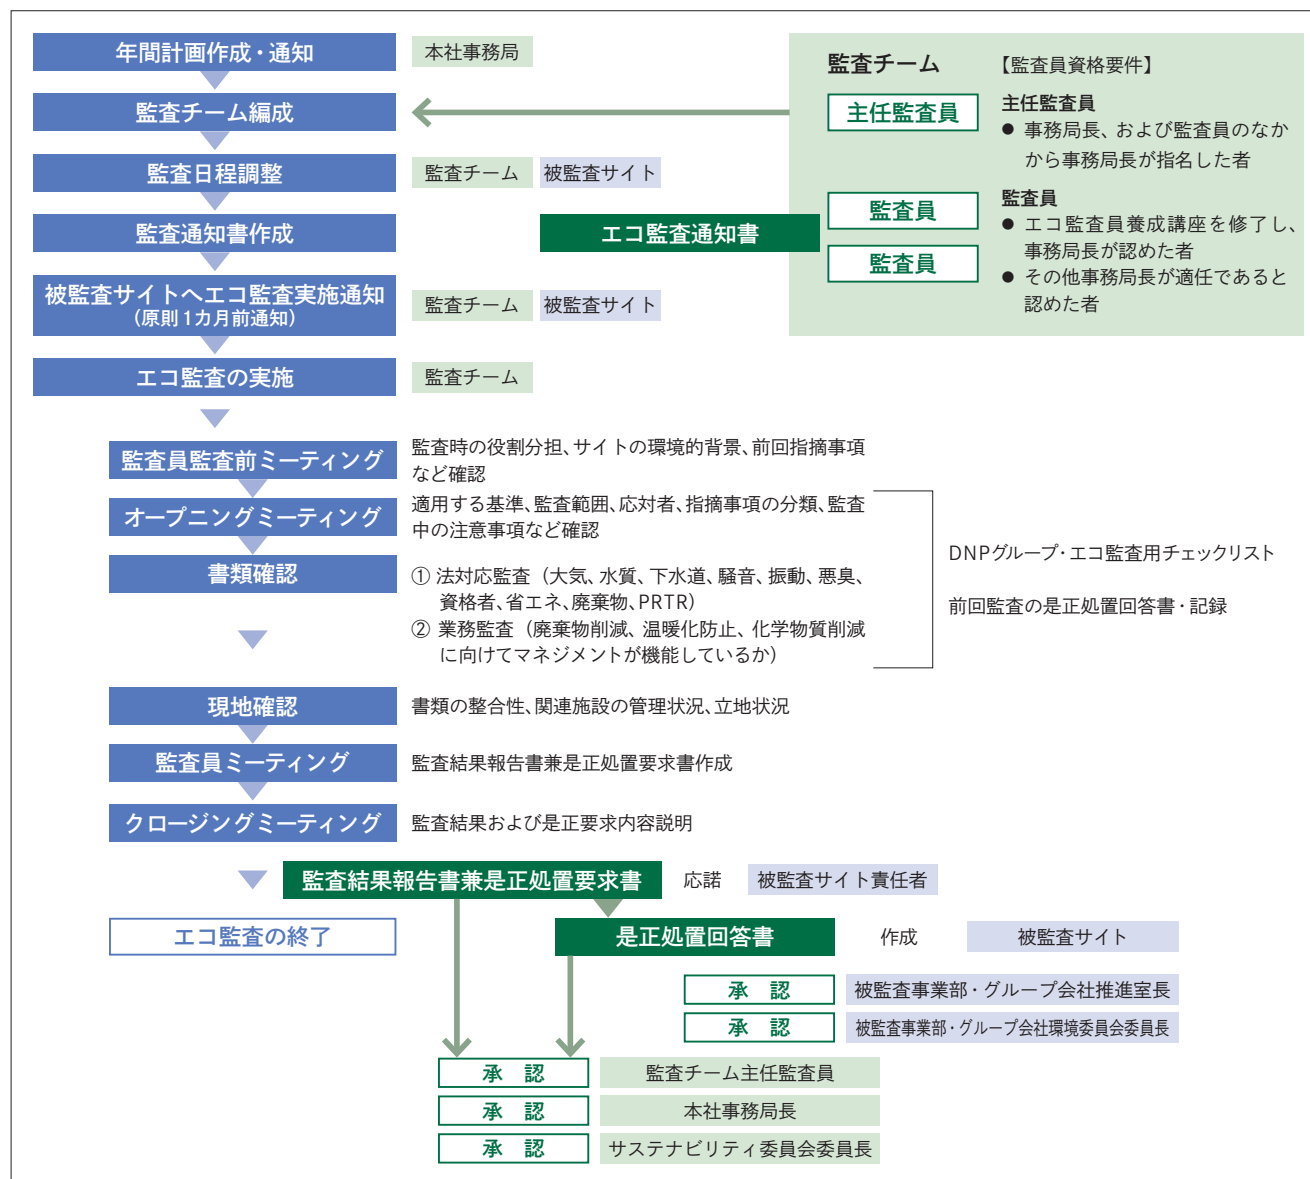 年間計画作成・通知
本社事務局
監査チーム編成
監査日程調整
監査チーム
被監査サイト
監査通知書作成
エコ監査通知書
被監査サイトへエコ監査実施通知
(原則1カ月前通知)
監査チーム
被監査サイト
エコ監査の実施
監査チーム
監査チーム
【監査員資格要件】
主任監査員
主任監査員
● 事務局長、および監査員のなか
から事務局長が指名した者
監査員
監査員
監査員
● エコ監査員養成講座を修了し、
事務局長が認めた者
● その他事務局長が適任であると
認めた者
監査員監査前ミーティング
監査時の役割分担、サイトの環境的背景、前回指摘事項
など確認
オープニングミーティング
適用する基準、監査範囲、応対者、指摘事項の分類、監査
中の注意事項など確認
書類確認
① 法対応監査（大気、水質、下水道、騒音、振動、悪臭、
資格者、省エネ、廃棄物、PRTR）
② 業務監査（廃棄物削減、温暖化防止、化学物質削減
に向けてマネジメントが機能しているか）
DNPグループ・エコ監査用チェックリスト
前回監査の是正処置回答書・記録
現地確認
書類の整合性、関連施設の管理状況、立地状況
監査員ミーティング
監査結果報告書兼是正処置要求書作成
クロージングミーティング
監査結果および是正要求内容説明
監査結果報告書兼是正処置要求書
応諾
被監査サイト責任者
エコ監査の終了
是正処置回答書
作成
被監査サイト
承 認
被監査事業部・グループ会社推進室長
承 認
被監査事業部・グループ会社環境委員会委員長
承 認
監査チーム主任監査員
承 認
本社事務局長
承 認
サステナビリティ委員会委員長